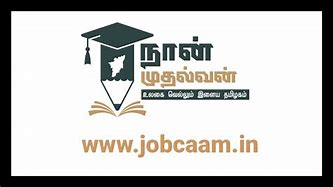 நான்
முதல்வன்
உலகை வெல்லும் இளைய தமிழகம்
www.jobcaam.in